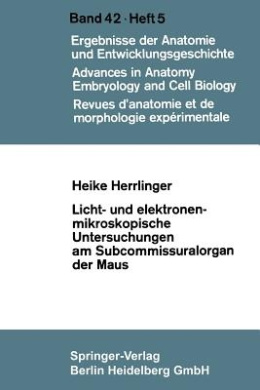 Band 42 · Heft 5
Ergebnisse der Anatomie
und Entwicklungsgeschichte
Advances in Anatomy
Embryology and Cell Biology
Revues d'anatomie et de
morphologie expérimentale
Heike Herrlinger
Licht- und elektronen-
mikroskopische
Untersuchungen
am Subcommissuralorgan
der Maus
Springer-Verlag
Berlin Heidelberg GmbH